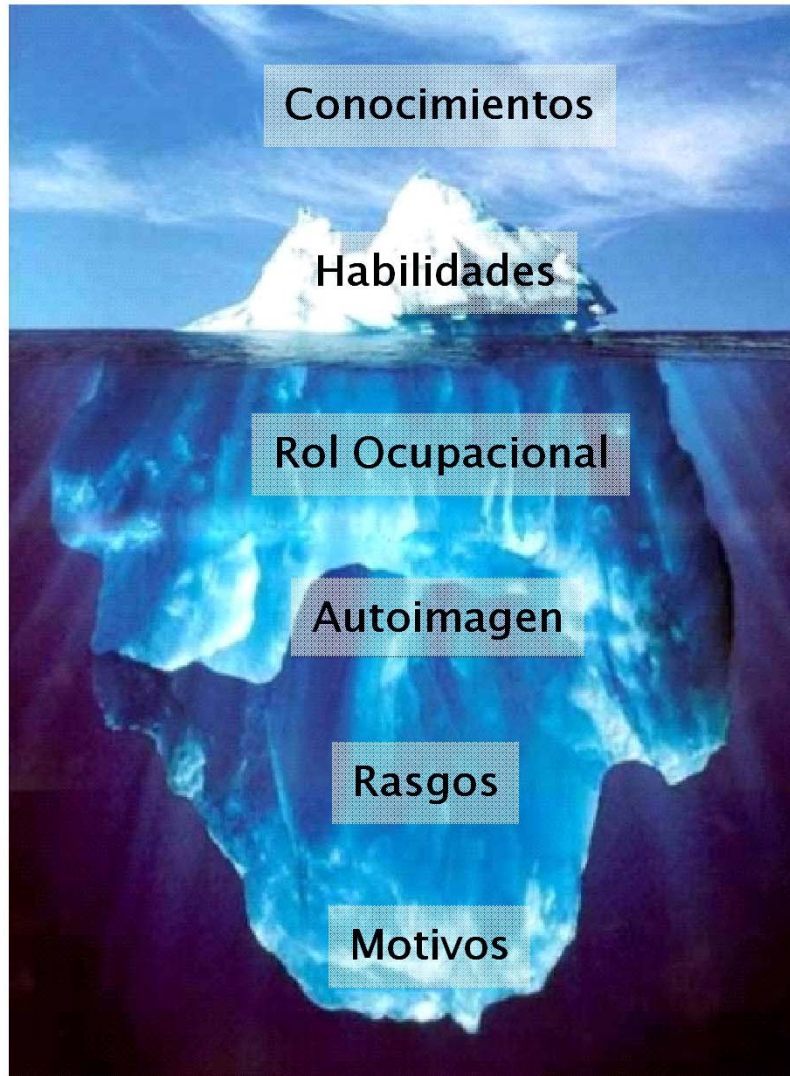 Conocimientos
Habilidades
Rol Ocupacional
Autoimagen
Rasgos
Motivos